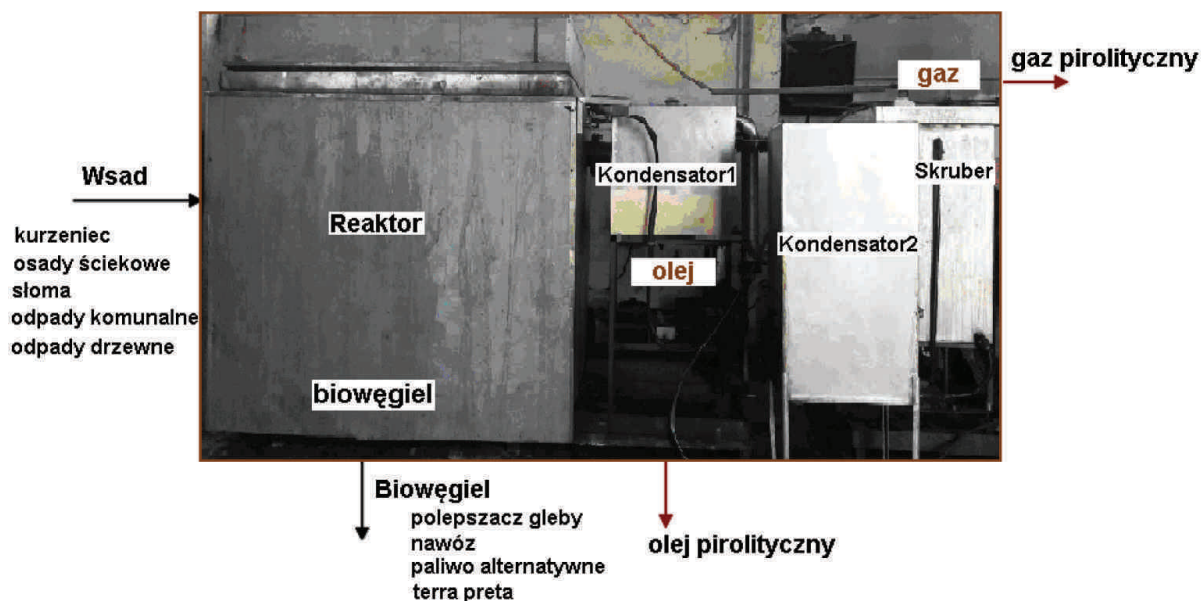 gaz pirolityczny
gaz
Wsad
Kondensator1
Skruber
Reaktor
Kondensator2
kurzeniec
osady ściekowe
słoma
odpady komunalne
odpady drzewne
olej
biowęgiel
Biowęgiel
polepszacz gleby
nawóz
paliwo alternatywne
terra preta
olej pirolityczny